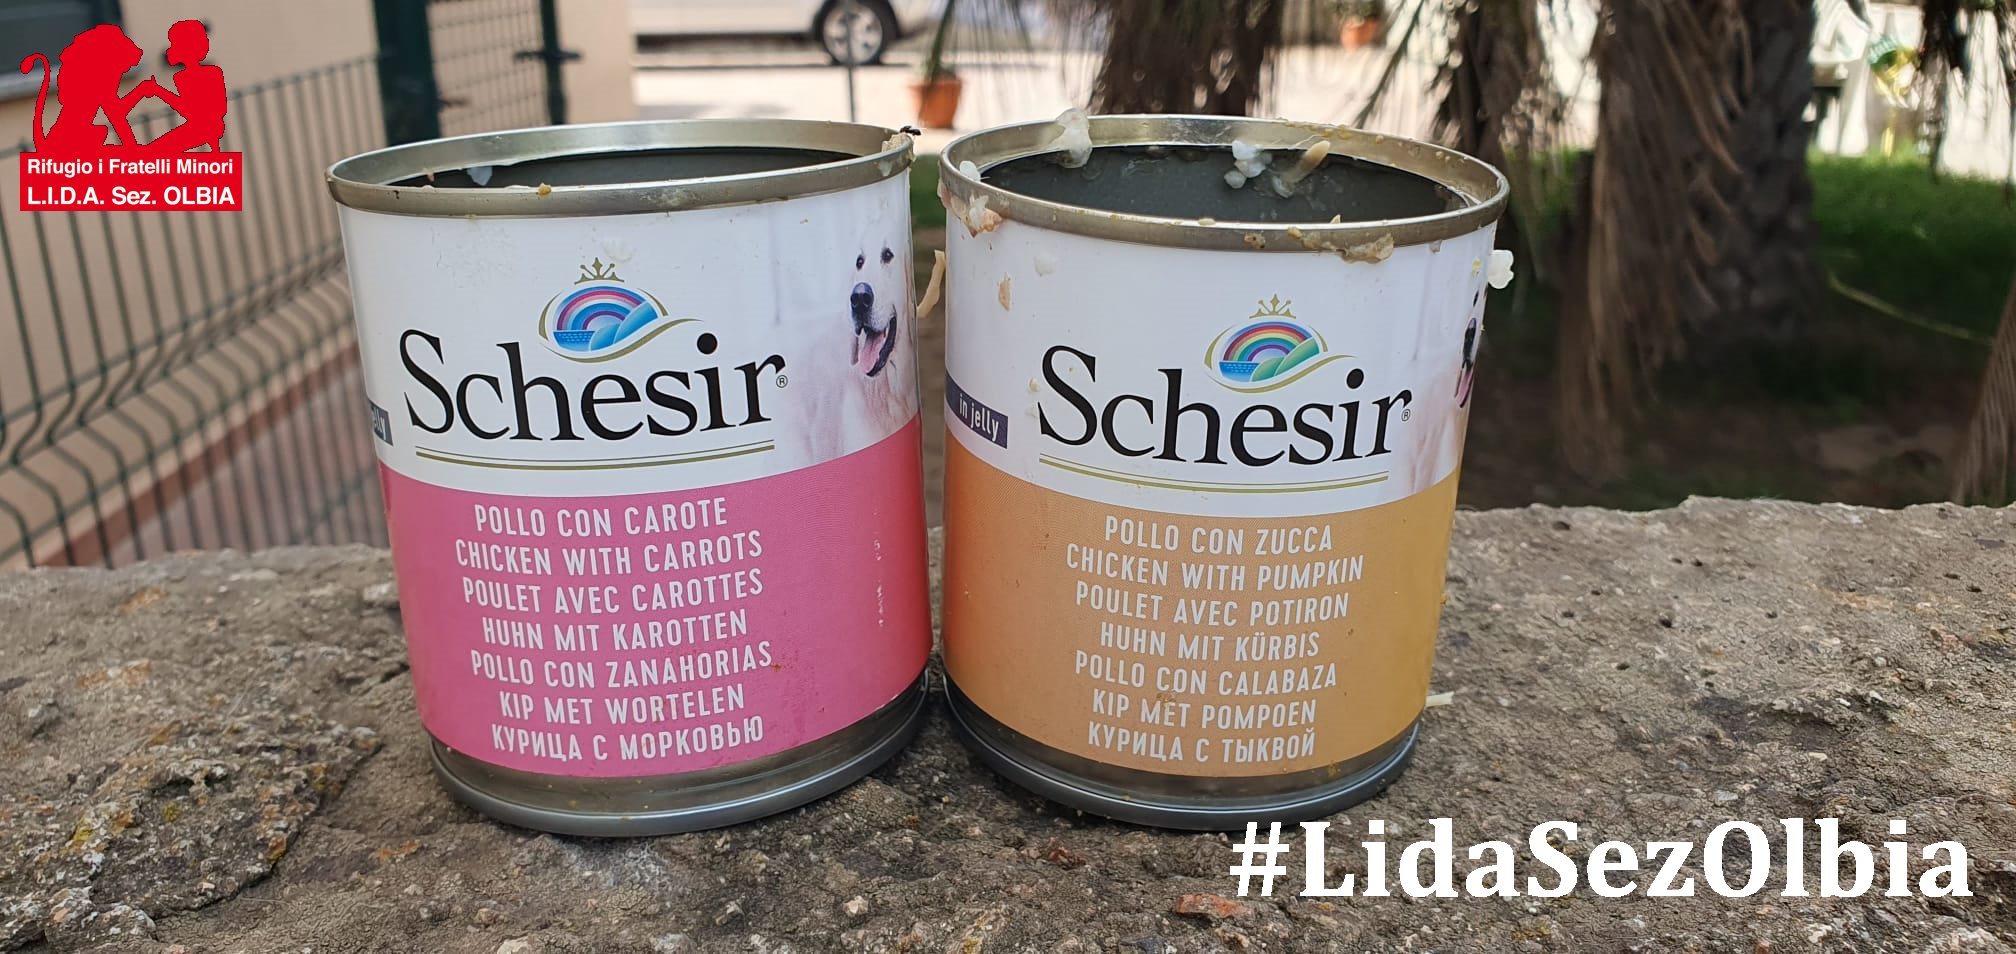 Rifugio i Fratelli Minori
L.I.D.A. Sez. OLBIA
Schesir®
POLLO CON CAROTE
CHICKEN WITH CARROTS
POULET AVEC CAROTTES
HUHN MIT KAROTTEN
POLLO CON ZANAHORIAS
KIP MET WORTELEN
КУРИЦА С МОРКОВЬЮ
in jelly
Schesir®
POLLO CON ZUCCA
CHICKEN WITH PUMPKIN
POULET AVEC POTIRON
HUHN MIT KÜRBIS
POLLO CON CALABAZA
KIP MET POMPOEN
КУРИЦА С ТЫКВОЙ
#LidaSezOlbia